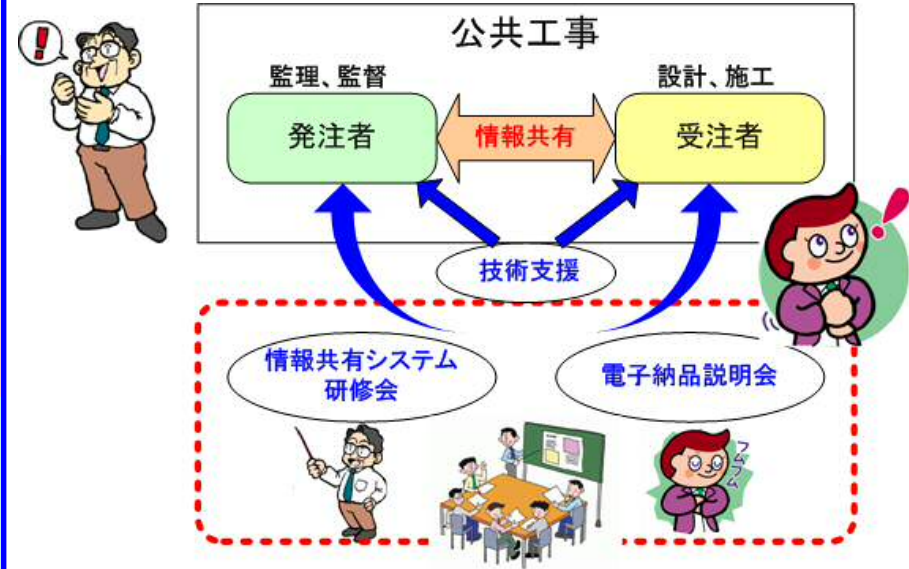 公共工事
監理、監督
設計、施工
発注者
情報共有
受注者
技術支援
情報共有システム
研修会
電子納品説明会
フムフム